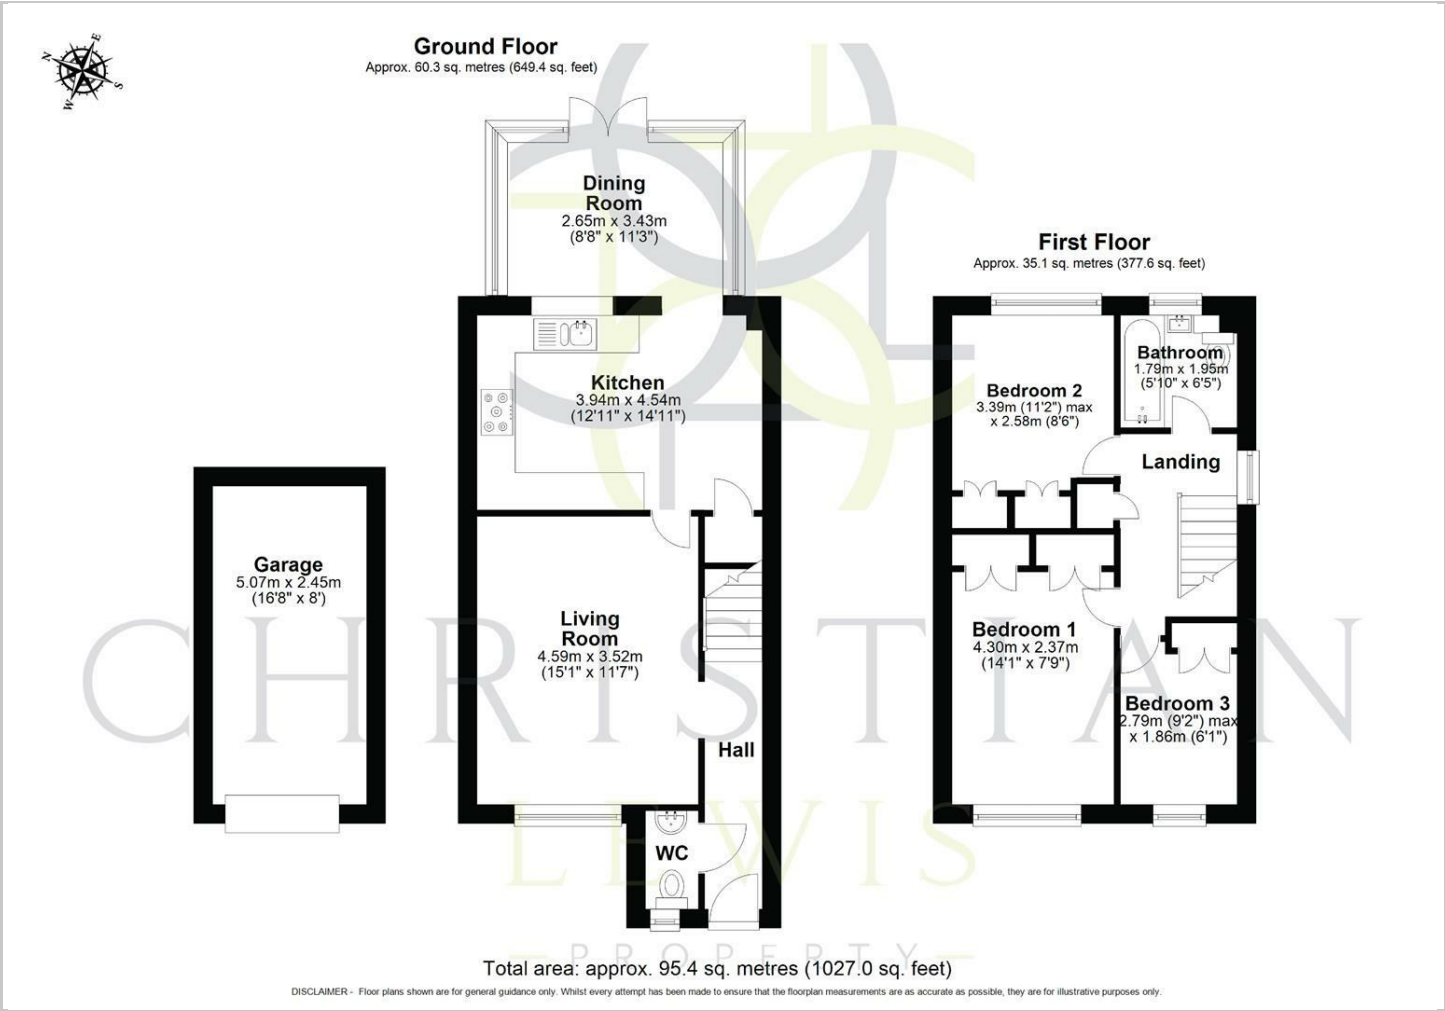 N
E
S
W
Ground Floor
Approx. 60.3 sq. metres (649.4 sq. feet)
Dining
Room
2.65m x 3.43m
(8'8" x 11'3")
Kitchen
3.94m x 4.54m
(12'11" x 14'11")
Garage
5.07m x 2.45m
(16'8" x 8')
Living
Room
4.59m x 3.52m
(15'1" x 11'7")
Hall
WC
First Floor
Approx. 35.1 sq. metres (377.6 sq. feet)
Bathroom
1.79m x 1.95m
(5'10" x 6'5")
Bedroom 2
3.39m (11'2") max
x 2.58m (8'6")
Landing
Bedroom 1
4.30m x 2.37m
(14'1" x 7'9")
Bedroom 3
2.79m (9'2") max
x 1.86m (6'1")
CHRISTIAN
LEWIS
PROPERTY
Total area: approx. 95.4 sq. metres (1027.0 sq. feet)
DISCLAIMER - Floor plans shown are for general guidance only. Whilst every attempt has been made to ensure that the floorplan measurements are as accurate as possible, they are for illustrative purposes only.